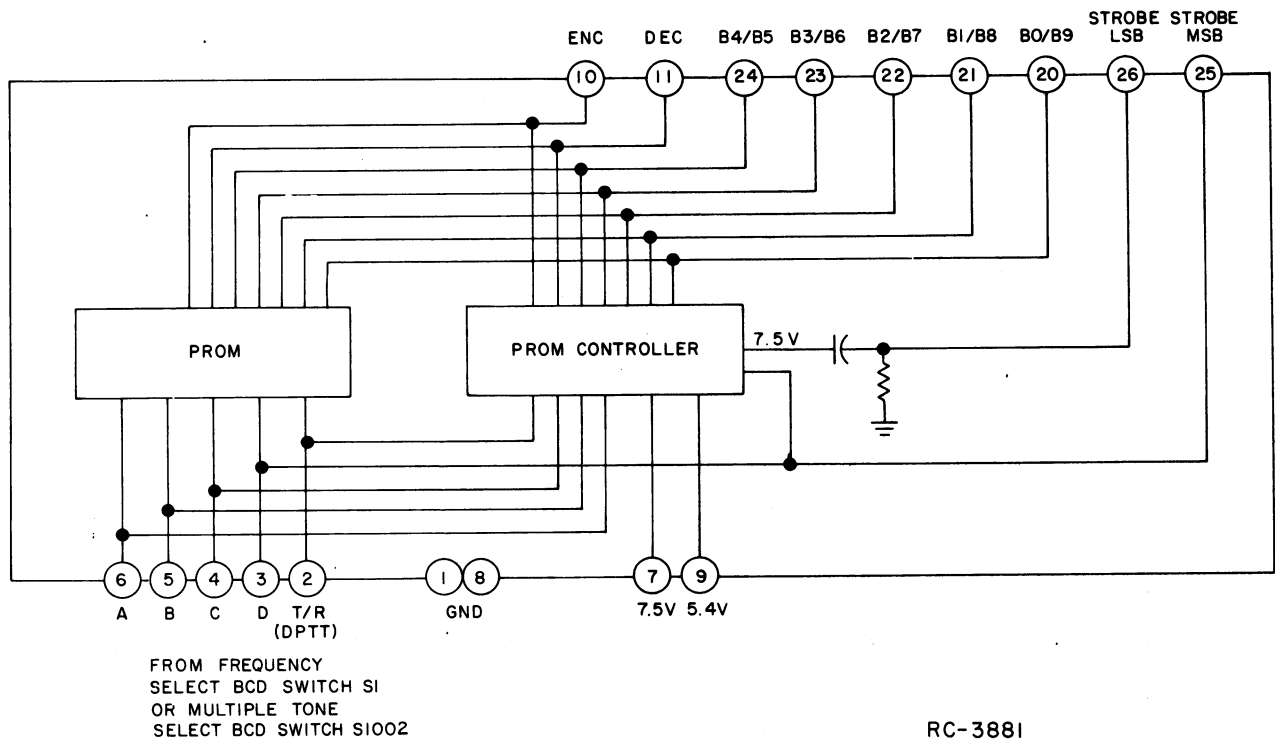 ENC DEC B4/B5 B3/B6 B2/B7 B1/B8 B0/B9 STROBE LSB STROBE MSB
10 11 24 23 22 21 20 26 25
PROM
PROM CONTROLLER
7.5V
6 5 4 3 2 1 8 7 9
A B C D T/R (DPTT) GND 7.5V 5.4V
FROM FREQUENCY
SELECT BCD SWITCH S1
OR MULTIPLE TONE
SELECT BCD SWITCH S1002
RC-3881